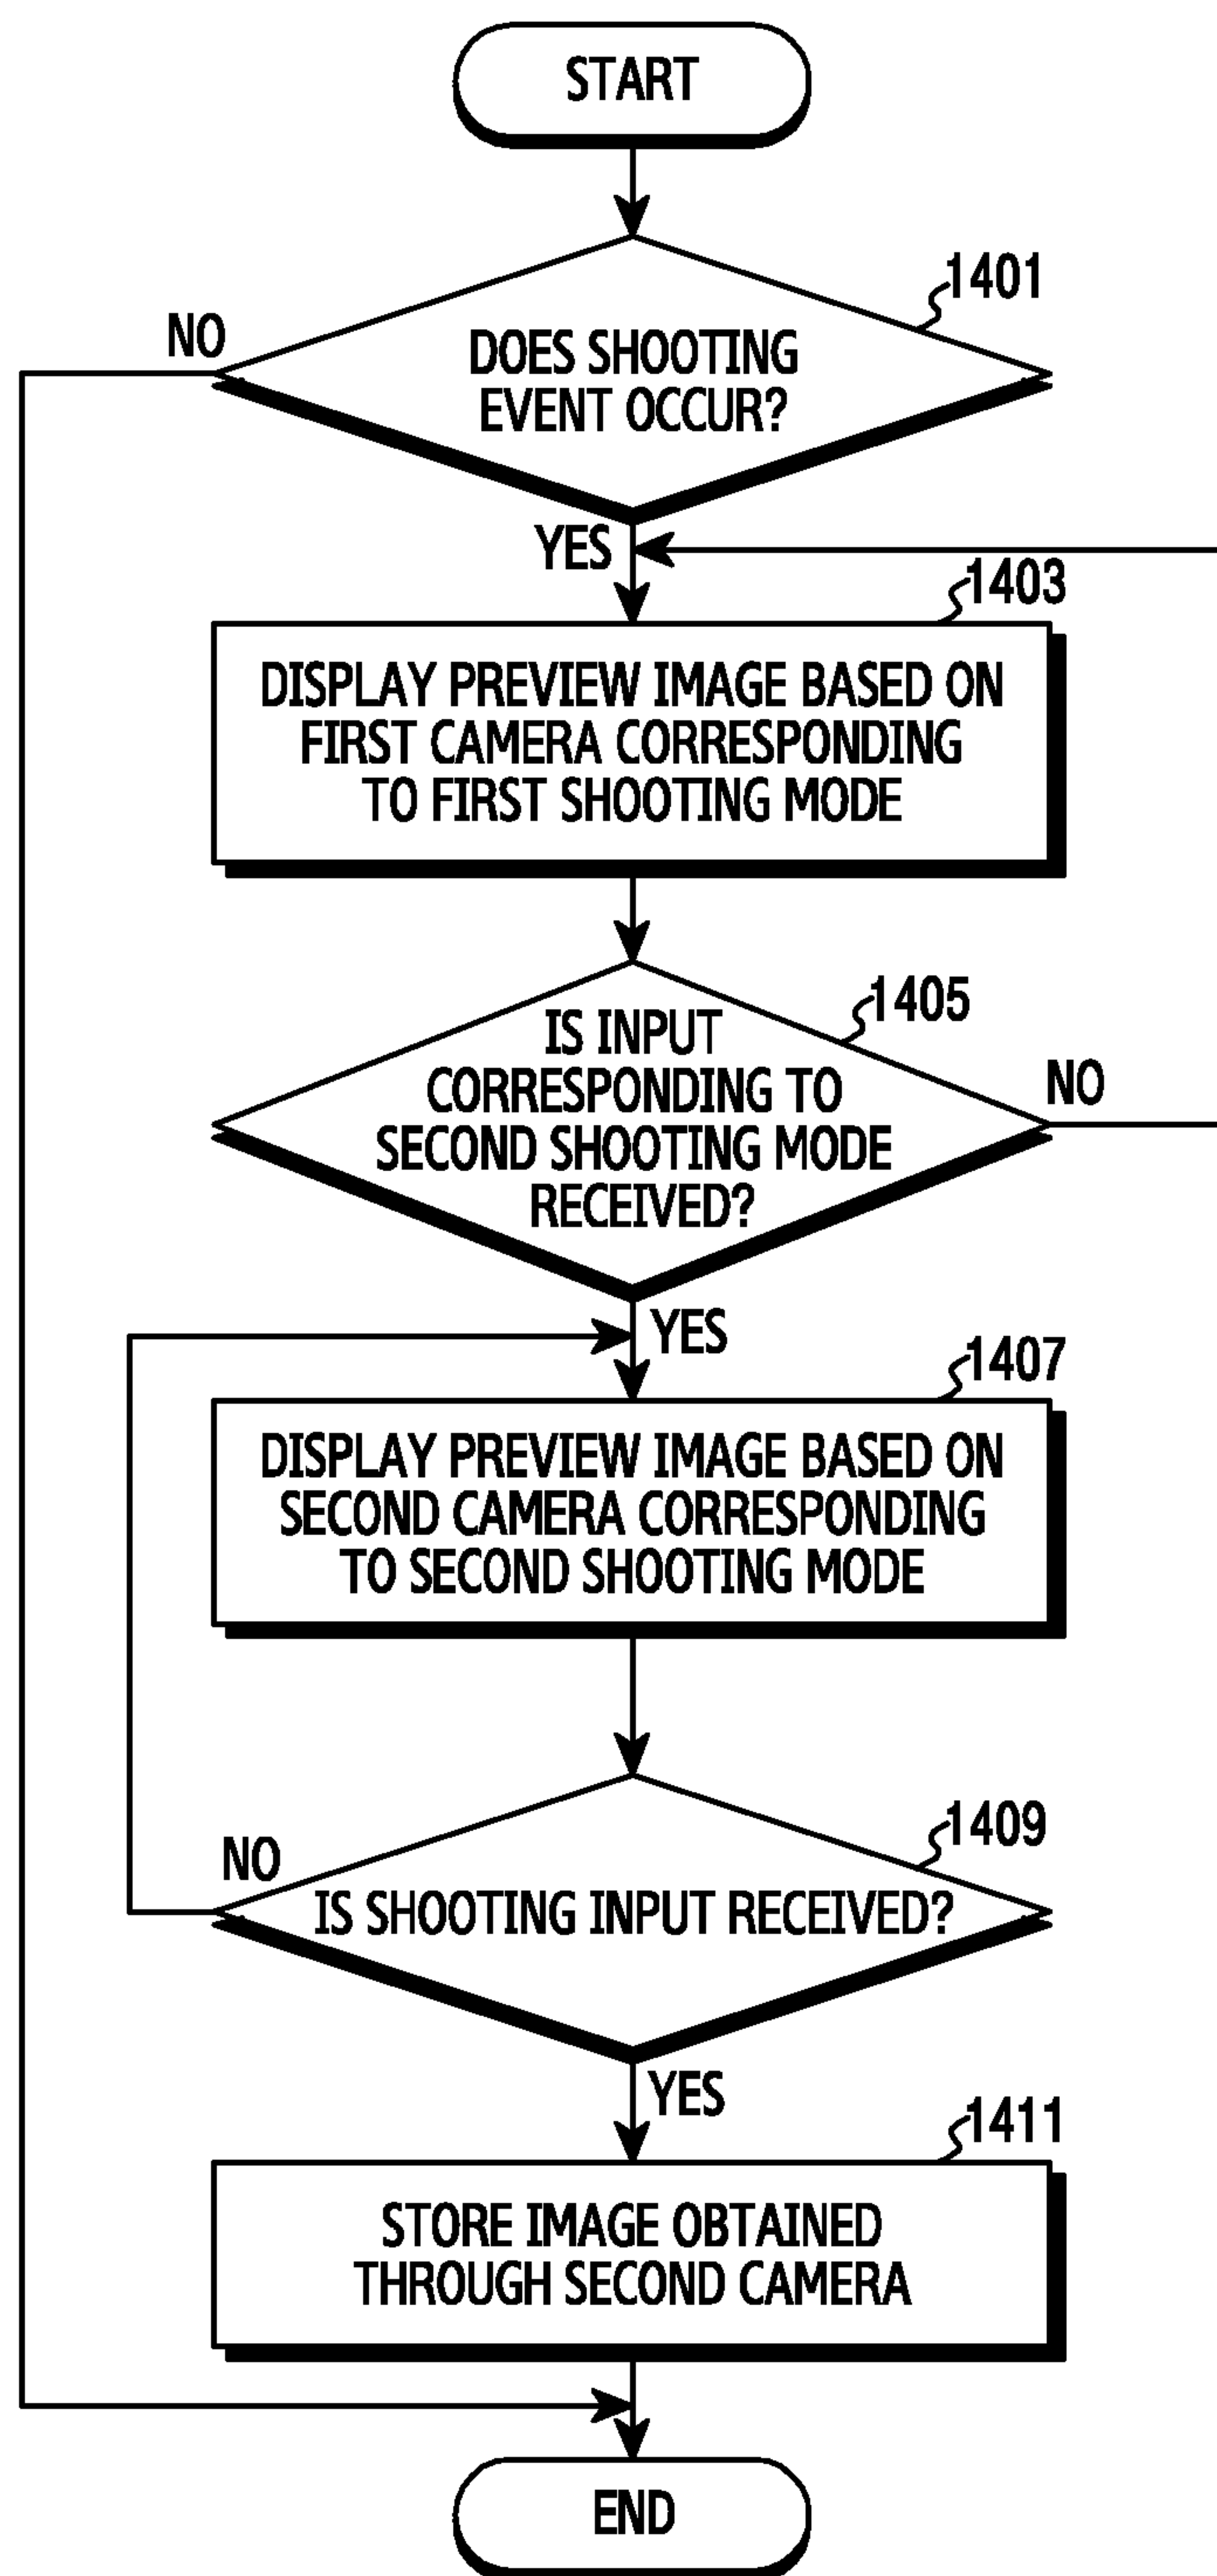 START
1401
NO
DOES SHOOTING
EVENT OCCUR?
YES
1403
DISPLAY PREVIEW IMAGE BASED ON
FIRST CAMERA CORRESPONDING
TO FIRST SHOOTING MODE
1405
IS INPUT
CORRESPONDING TO
SECOND SHOOTING MODE
RECEIVED?
NO
YES
1407
DISPLAY PREVIEW IMAGE BASED ON
SECOND CAMERA CORRESPONDING
TO SECOND SHOOTING MODE
1409
NO
IS SHOOTING INPUT RECEIVED?
YES
1411
STORE IMAGE OBTAINED
THROUGH SECOND CAMERA
END